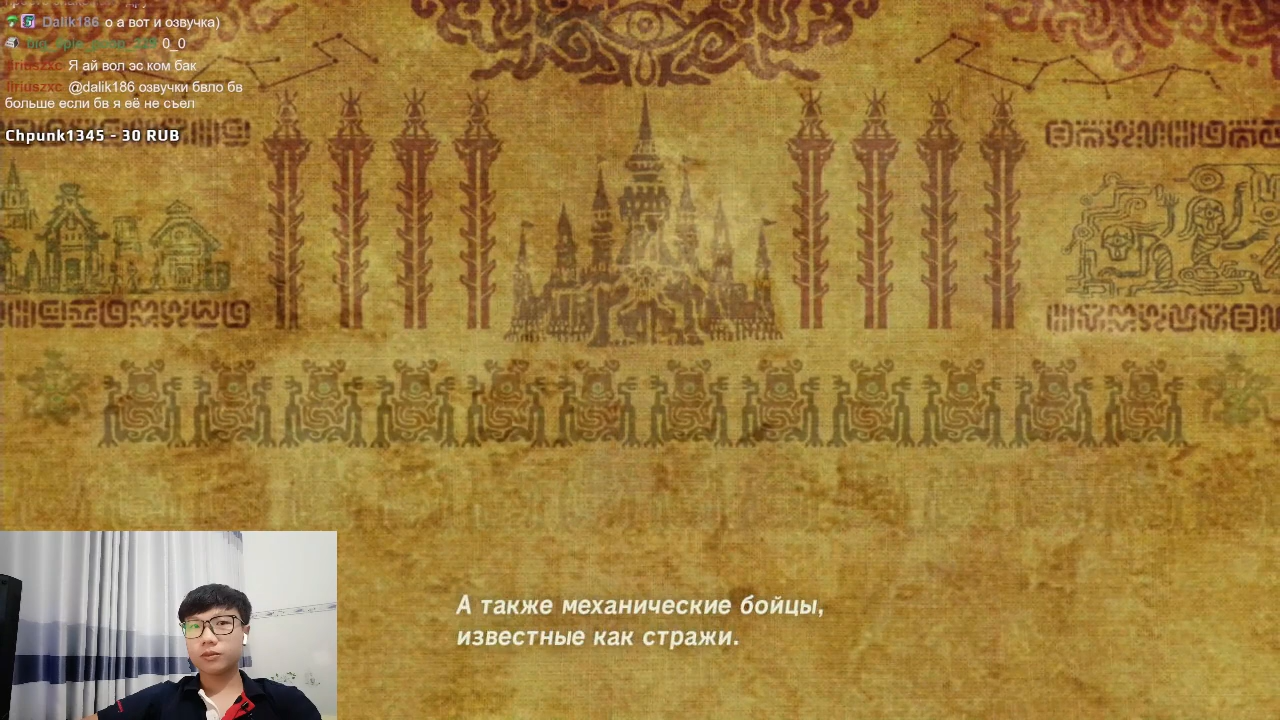 Dalik186 о а вот и озвучка)
0_0
Я ай вол эс ком бак
@dalik186 озвучки бвло бв
больше если бв я её не съел
Chpunk1345 - 30 RUB
А также механические бойцы,
известные как стражи.